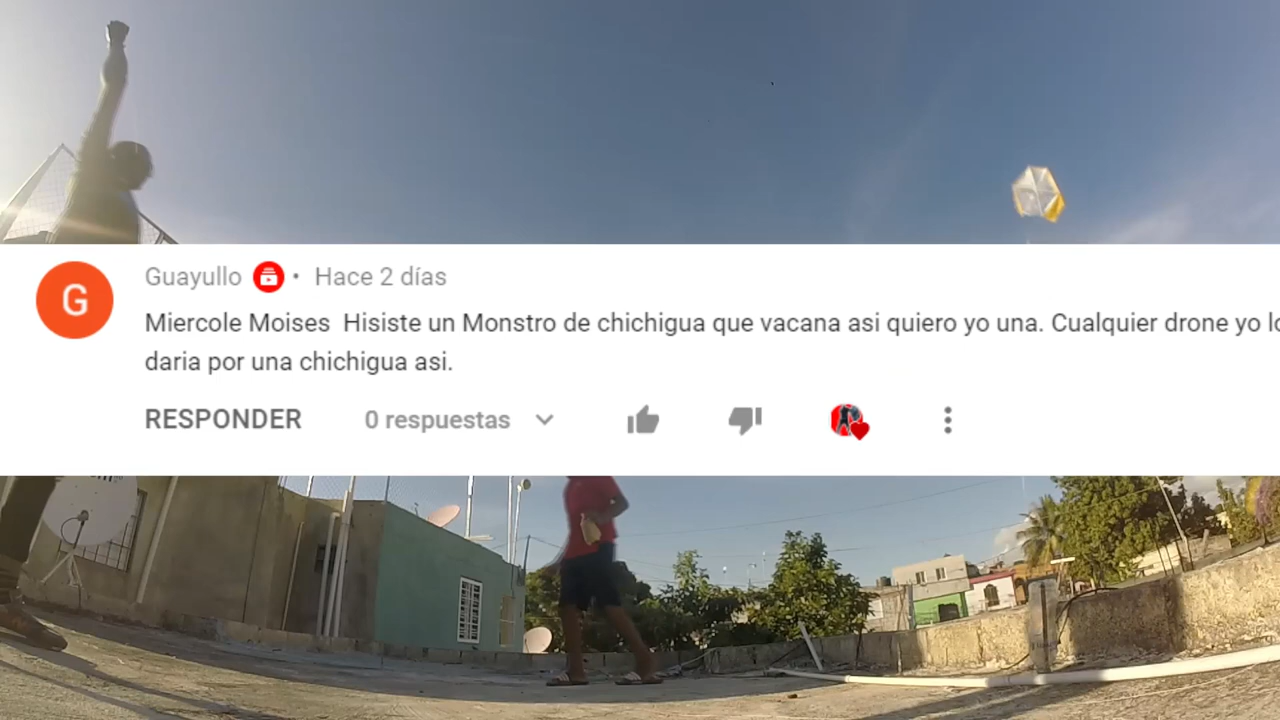 G
Guayullo • Hace 2 días
Miercole Moises Hisiste un Monstro de chichigua que vacana asi quiero yo una. Cualquier drone yo lo
daria por una chichigua asi.
RESPONDER 0 respuestas